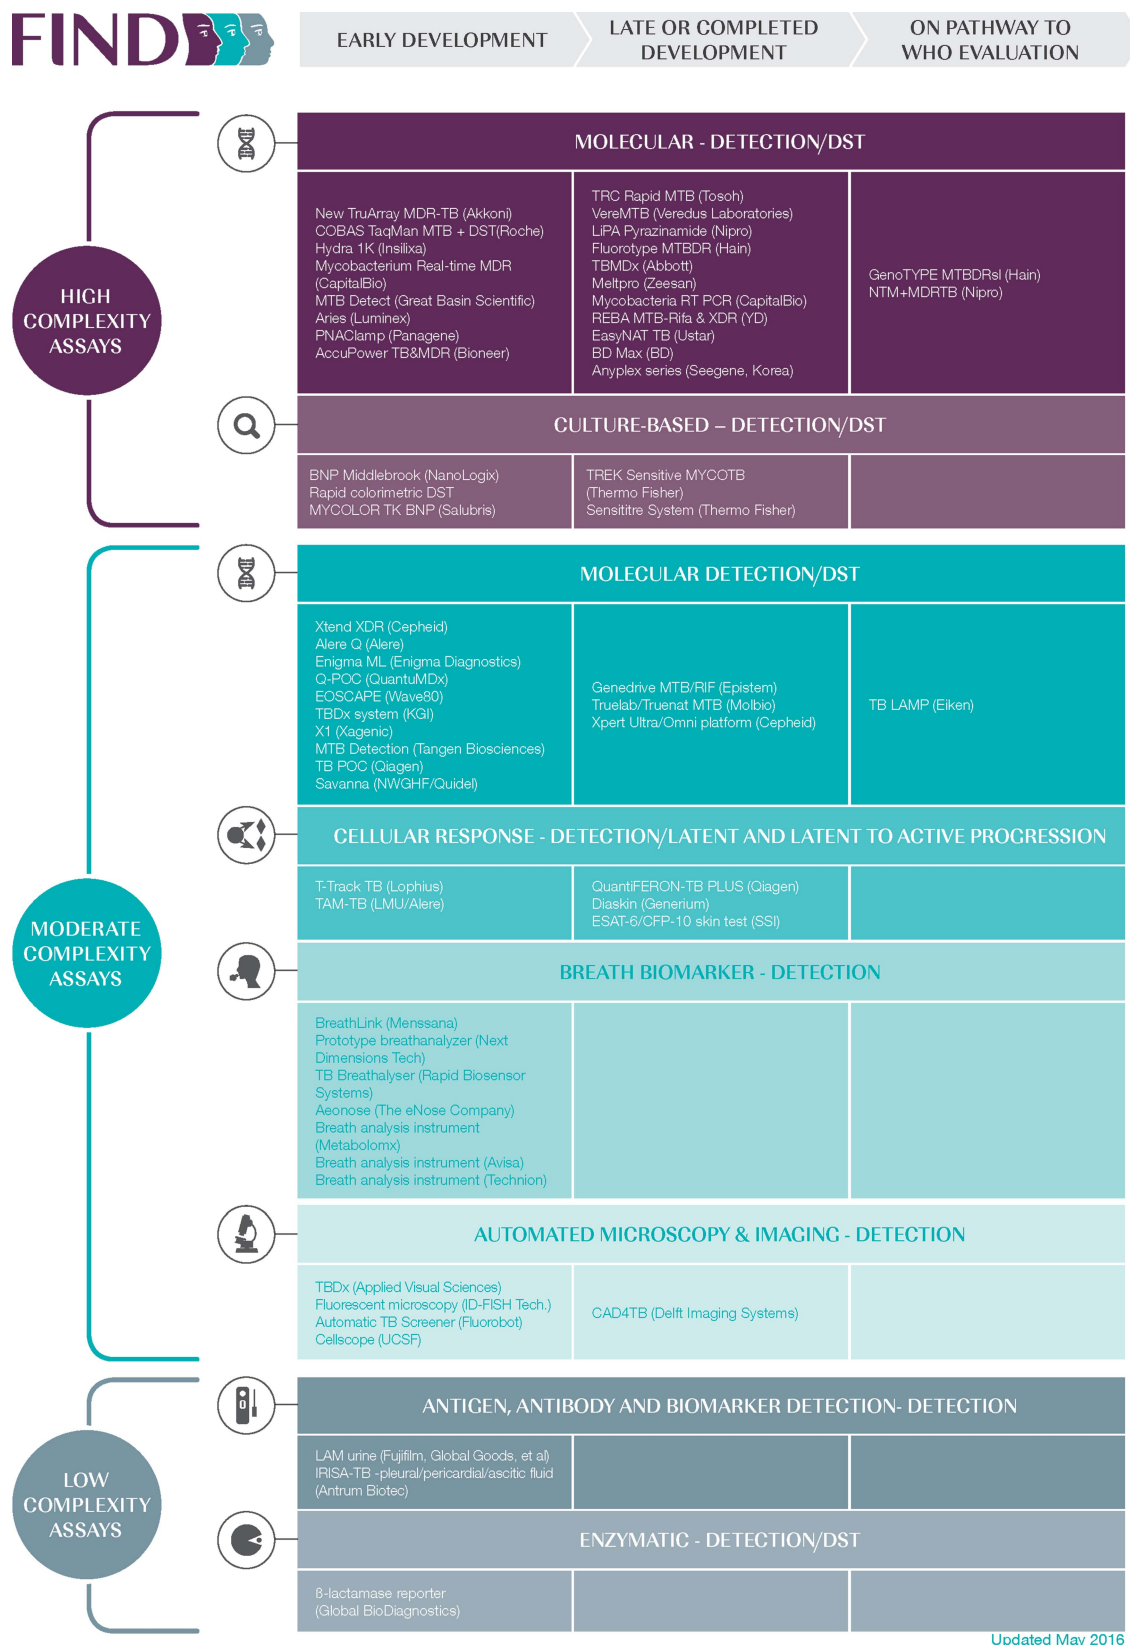 FIND
EARLY DEVELOPMENT
LATE OR COMPLETED
DEVELOPMENT
ON PATHWAY TO
WHO EVALUATION
HIGH
COMPLEXITY
ASSAYS
MOLECULAR - DETECTION/DST
New TruArray MDR-TB (Akkoni)
COBAS TaqMan MTB + DST(Roche)
Hydra 1K (Insilixa)
Mycobacterium Real-time MDR
(CapitalBio)
MTB Detect (Great Basin Scientific)
Aries (Luminex)
PNAClamp (Panagene)
AccuPower TB&MDR (Bioneer)
TRC Rapid MTB (Tosoh)
VereMTB (Veredus Laboratories)
LiPA Pyrazinamide (Nipro)
Fluorotype MTBDR (Hain)
TBMDx (Abbott)
Meltpro (Zeesan)
Mycobacteria RT PCR (CapitalBio)
REBA MTB-Rifa & XDR (YD)
EasyNAT TB (Ustar)
BD Max (BD)
Anyplex series (Seegene, Korea)
GenoTYPE MTBDRsl (Hain)
NTM+MDRTB (Nipro)
CULTURE-BASED – DETECTION/DST
BNP Middlebrook (NanoLogix)
Rapid colorimetric DST
MYCOLOR TK BNP (Salubris)
TREK Sensitive MYCOTB
(Thermo Fisher)
Sensititre System (Thermo Fisher)
MODERATE
COMPLEXITY
ASSAYS
MOLECULAR DETECTION/DST
Xtend XDR (Cepheid)
Alere Q (Alere)
Enigma ML (Enigma Diagnostics)
Q-POC (QuantuMDx)
EOSCAPE (Wave80)
TBDx system (KGI)
X1 (Xagenic)
MTB Detection (Tangen Biosciences)
TB POC (Qiagen)
Savanna (NWGHF/Quidel)
Genedrive MTB/RIF (Epistem)
Truelab/Truenat MTB (Molbio)
Xpert Ultra/Omni platform (Cepheid)
TB LAMP (Eiken)
CELLULAR RESPONSE - DETECTION/LATENT AND LATENT TO ACTIVE PROGRESSION
T-Track TB (Lophius)
TAM-TB (LMU/Alere)
QuantiFERON-TB PLUS (Qiagen)
Diaskin (Generium)
ESAT-6/CFP-10 skin test (SSI)
BREATH BIOMARKER - DETECTION
BreathLink (Menssana)
Prototype breathanalyzer (Next
Dimensions Tech)
TB Breathalyser (Rapid Biosensor
Systems)
Aeonose (The eNose Company)
Breath analysis instrument
(Metabolomx)
Breath analysis instrument (Avisa)
Breath analysis instrument (Technion)
AUTOMATED MICROSCOPY & IMAGING - DETECTION
TBDx (Applied Visual Sciences)
Fluorescent microscopy (ID-FISH Tech.)
Automatic TB Screener (Fluorobot)
Cellscope (UCSF)
CAD4TB (Delft Imaging Systems)
LOW
COMPLEXITY
ASSAYS
ANTIGEN, ANTIBODY AND BIOMARKER DETECTION- DETECTION
LAM urine (Fujifilm, Global Goods, et al)
IRISA-TB -pleural/pericardial/ascitic fluid
(Antrum Biotec)
ENZYMATIC - DETECTION/DST
ß-lactamase reporter
(Global BioDiagnostics)
Updated May 2016